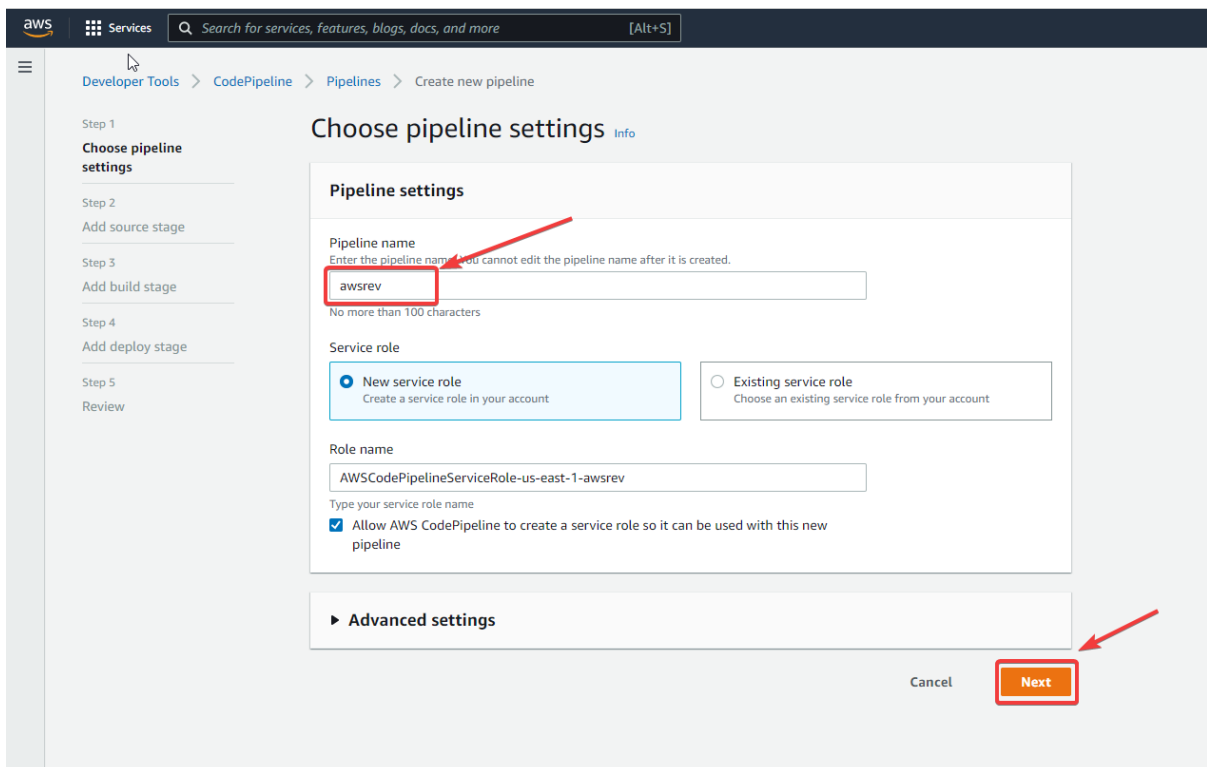 aws Services Search for services, features, blogs, docs, and more [Alt+S]
Developer Tools > CodePipeline > Pipelines > Create new pipeline
Step 1
Choose pipeline
settings
Step 2
Add source stage
Step 3
Add build stage
Step 4
Add deploy stage
Step 5
Review
Choose pipeline settings Info
Pipeline settings
Pipeline name
Enter the pipeline name. You cannot edit the pipeline name after it is created.
awsrev
No more than 100 characters
Service role
New service role
Create a service role in your account
Existing service role
Choose an existing service role from your account
Role name
AWSCodePipelineServiceRole-us-east-1-awsrev
Type your service role name
Allow AWS CodePipeline to create a service role so it can be used with this new
pipeline
Advanced settings
Cancel Next